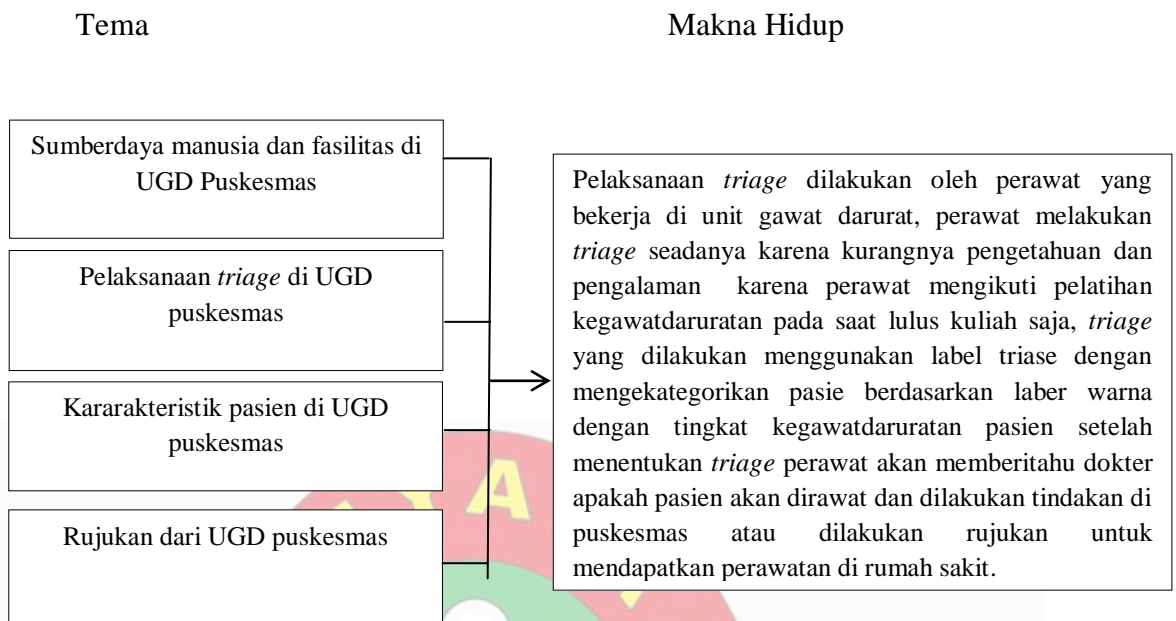 Tema
Makna Hidup
Sumberdaya manusia dan fasilitas di
UGD Puskesmas
Pelaksanaan triage di UGD
puskesmas
Kararakteristik pasien di UGD
puskesmas
Rujukan dari UGD puskesmas
Pelaksanaan triage dilakukan oleh perawat yang
bekerja di unit gawat darurat, perawat melakukan
triage seadanya karena kurangnya pengetahuan dan
pengalaman karena perawat mengikuti pelatihan
kegawatdaruratan pada saat lulus kuliah saja, triage
yang dilakukan menggunakan label triase dengan
mengekategorikan pasie berdasarkan laber warna
dengan tingkat kegawatdaruratan pasien setelah
menentukan triage perawat akan memberitahu dokter
apakah pasien akan dirawat dan dilakukan tindakan di
puskesmas atau dilakukan rujukan untuk
mendapatkan perawatan di rumah sakit.